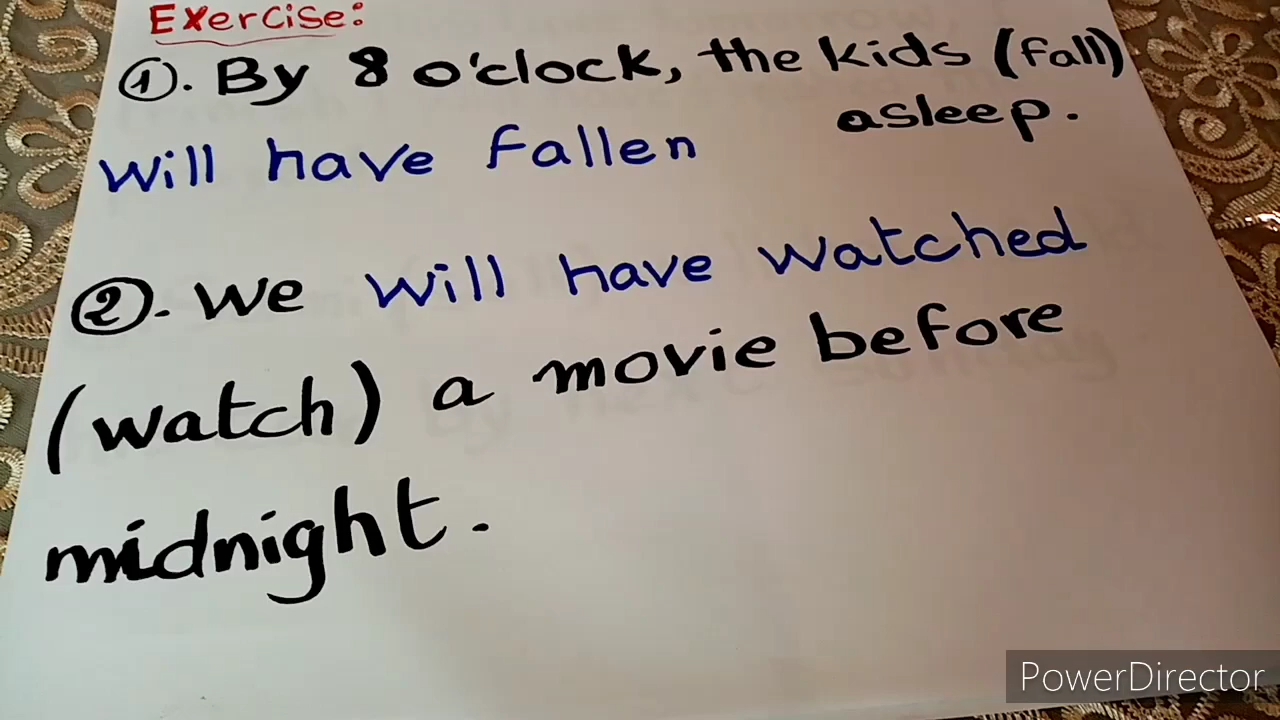 Exercise:
1. By 8 o'clock, the kids (fall)
asleep.
Will have fallen
2. We will have watched
(watch) a movie before
midnight.
PowerDirector